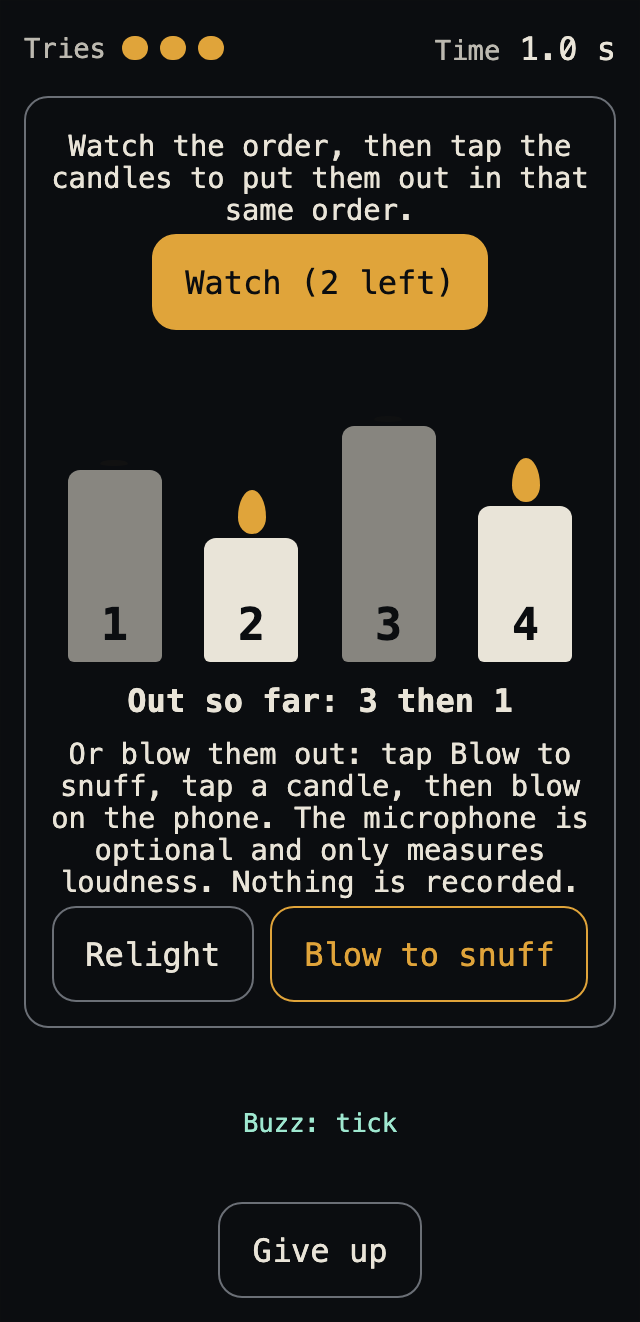 Tries
Time 1.0 s
Watch the order, then tap the
candles to put them out in that
same order.
Watch (2 left)
1
2
3
4
Out so far: 3 then 1
Or blow them out: tap Blow to
snuff, tap a candle, then blow
on the phone. The microphone is
optional and only measures
loudness. Nothing is recorded.
Relight
Blow to snuff
Buzz: tick
Give up